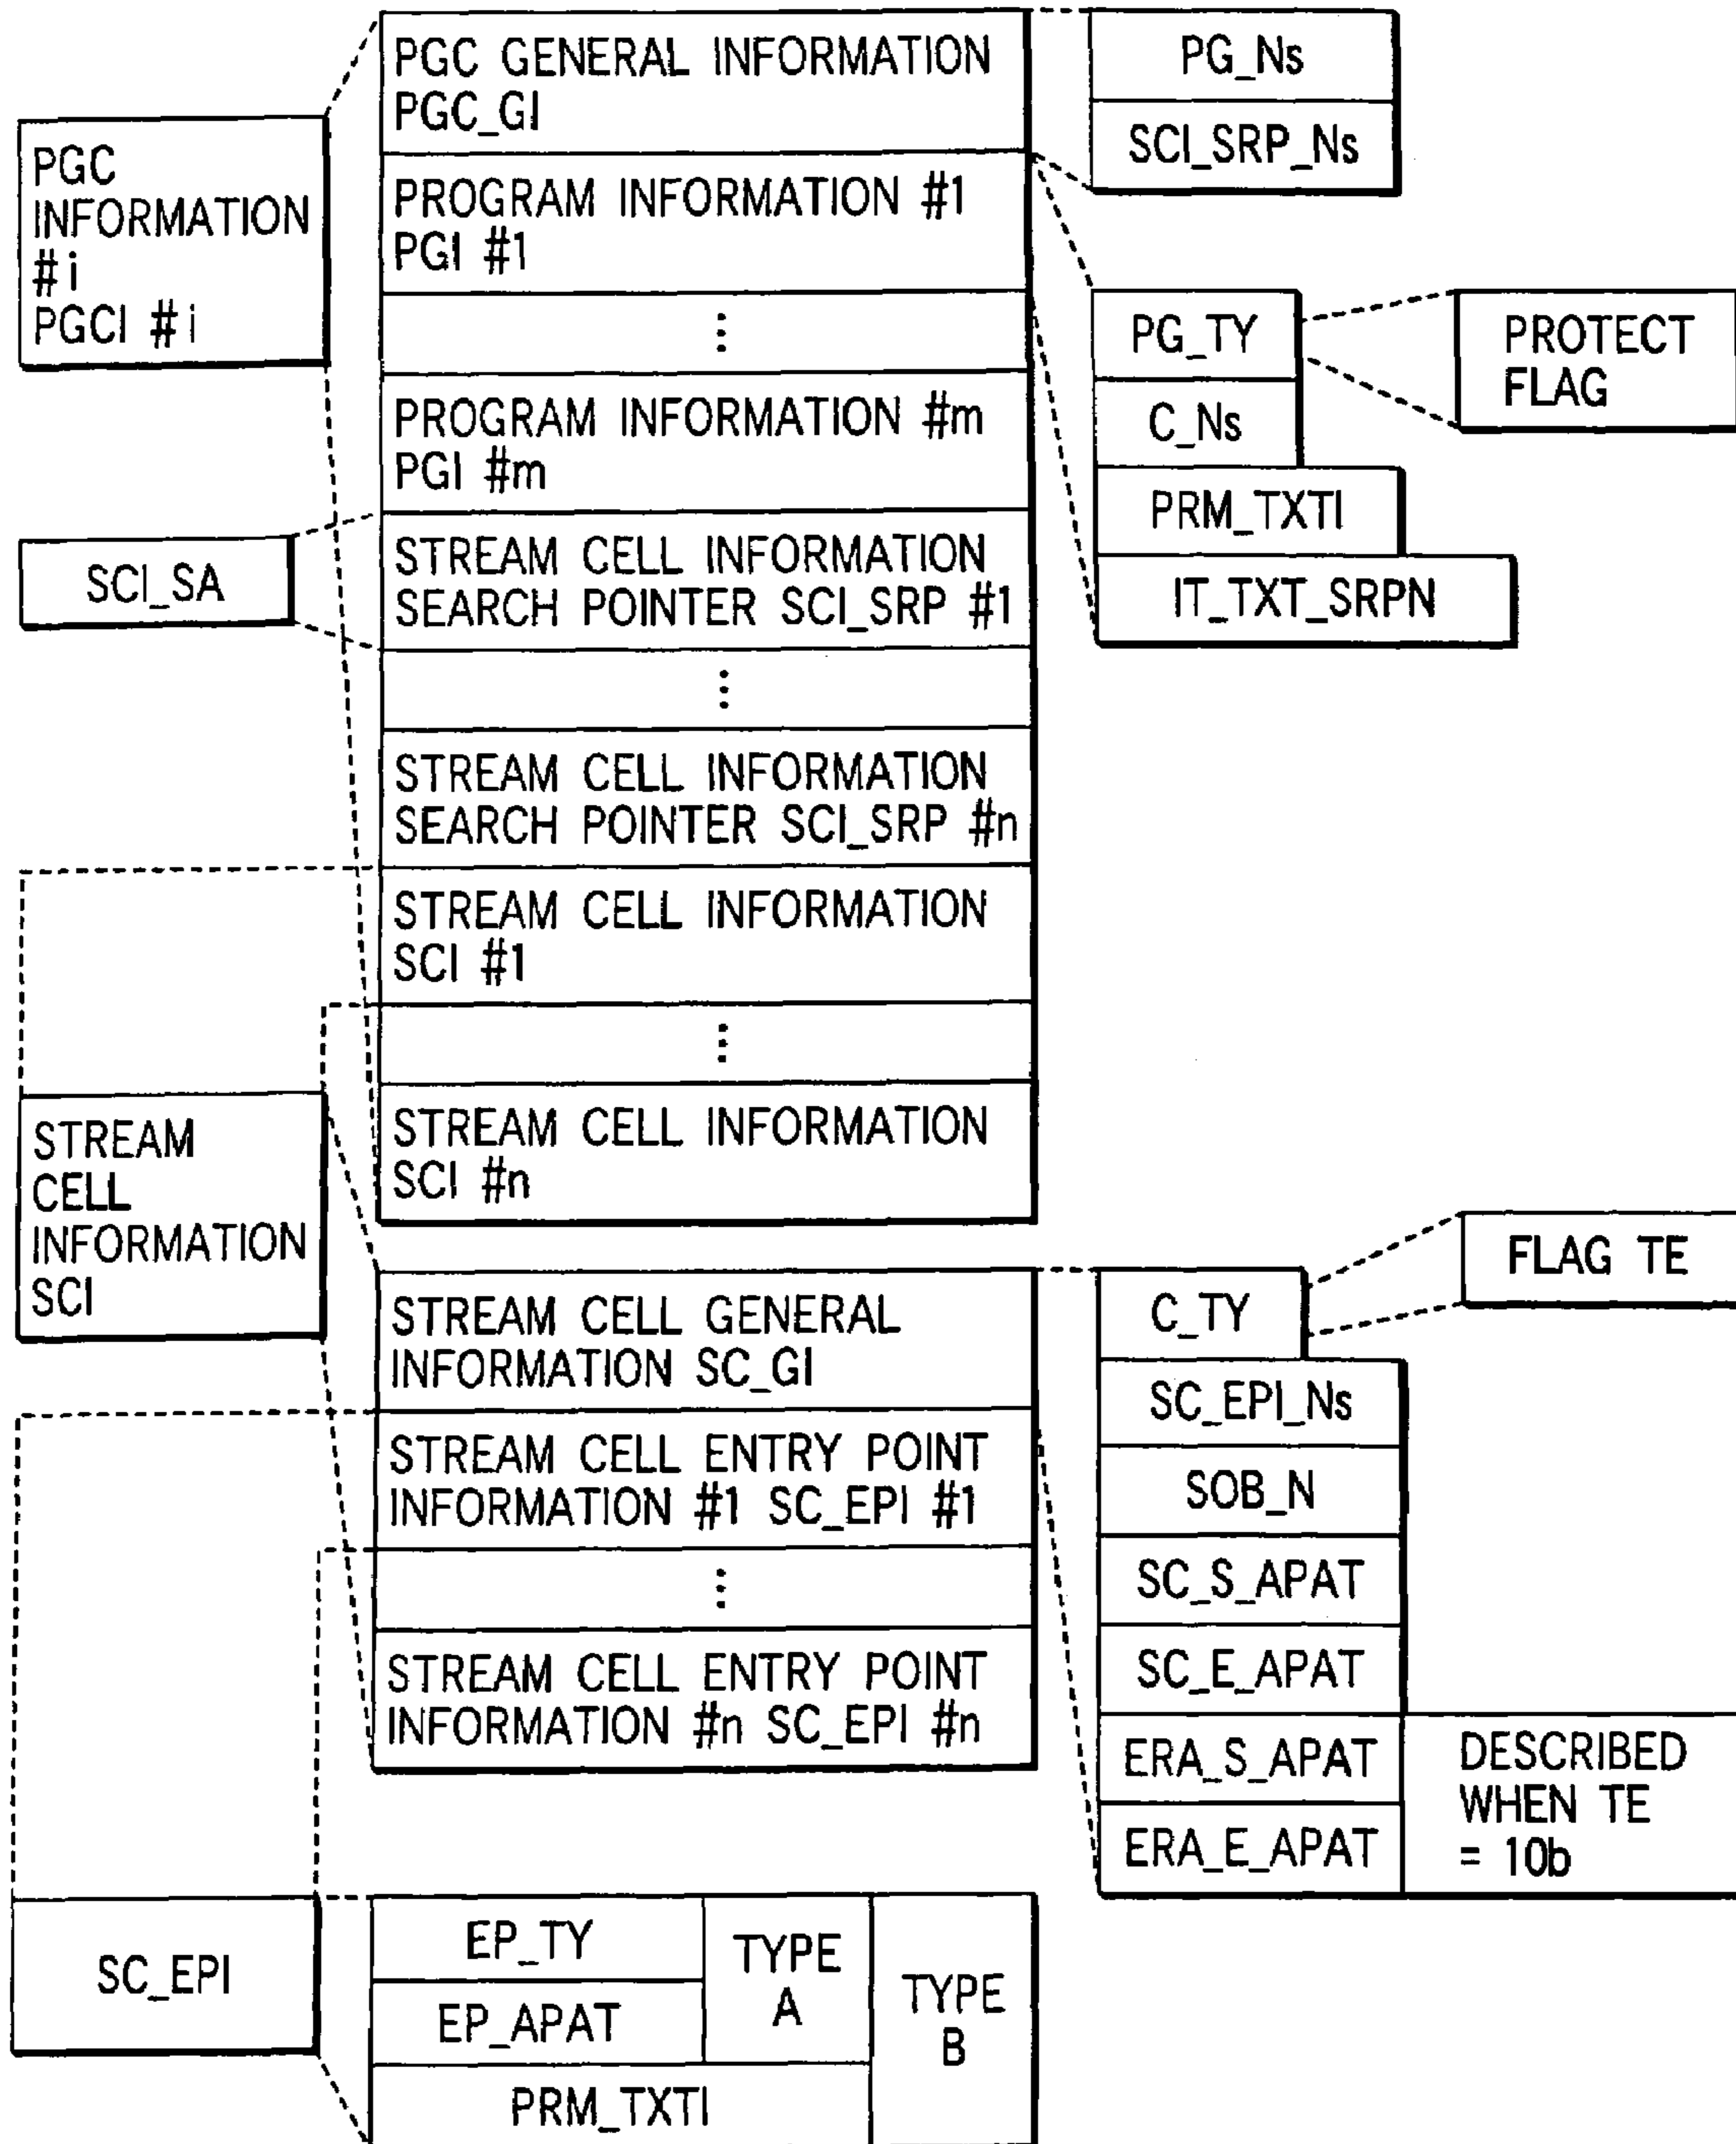 PGC
INFORMATION
#i
PGCI #i
PGC GENERAL INFORMATION
PGC_GI
PG_Ns
SCI_SRP_Ns
PROGRAM INFORMATION #1
PGI #1
⋮
PROGRAM INFORMATION #m
PGI #m
PG_TY
PROTECT
FLAG
C_Ns
PRM_TXTI
IT_TXT_SRPN
SCI_SA
STREAM CELL INFORMATION
SEARCH POINTER SCI_SRP #1
⋮
STREAM CELL INFORMATION
SEARCH POINTER SCI_SRP #n
STREAM CELL INFORMATION
SCI #1
⋮
STREAM CELL INFORMATION
SCI #n
STREAM
CELL
INFORMATION
SCI
STREAM CELL GENERAL
INFORMATION SC_GI
STREAM CELL ENTRY POINT
INFORMATION #1 SC_EPI #1
⋮
STREAM CELL ENTRY POINT
INFORMATION #n SC_EPI #n
C_TY
FLAG TE
SC_EPI_Ns
SOB_N
SC_S_APAT
SC_E_APAT
ERA_S_APAT
ERA_E_APAT
DESCRIBED
WHEN TE
= 10b
SC_EPI
EP_TY
EP_APAT
TYPE
A
TYPE
B
PRM_TXTI